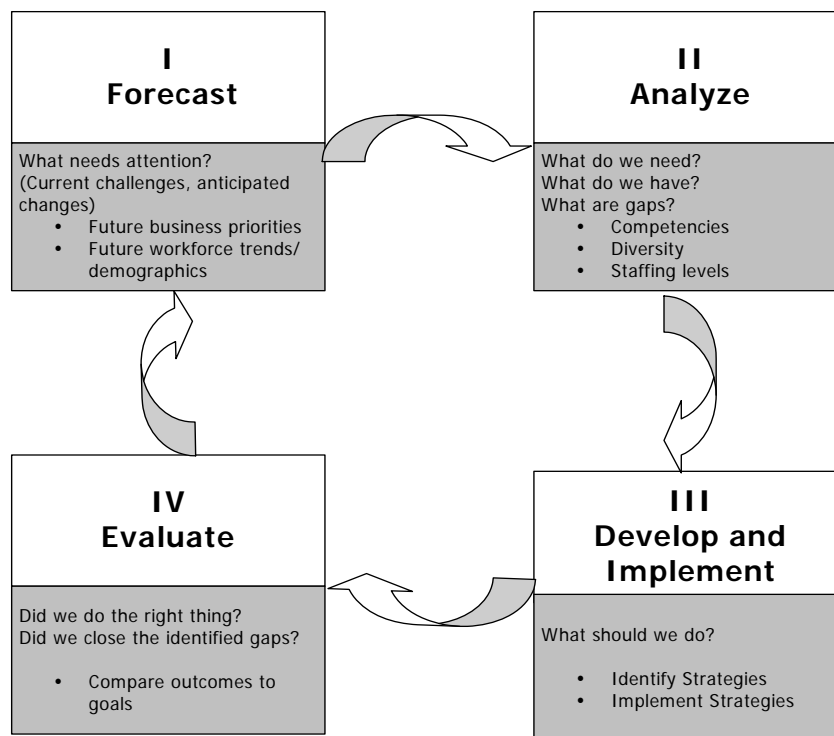 I
Forecast
What needs attention?
(Current challenges, anticipated
changes)
• Future business priorities
• Future workforce trends/
demographics
II
Analyze
What do we need?
What do we have?
What are gaps?
• Competencies
• Diversity
• Staffing levels
III
Develop and
Implement
What should we do?
• Identify Strategies
• Implement Strategies
IV
Evaluate
Did we do the right thing?
Did we close the identified gaps?
• Compare outcomes to
goals